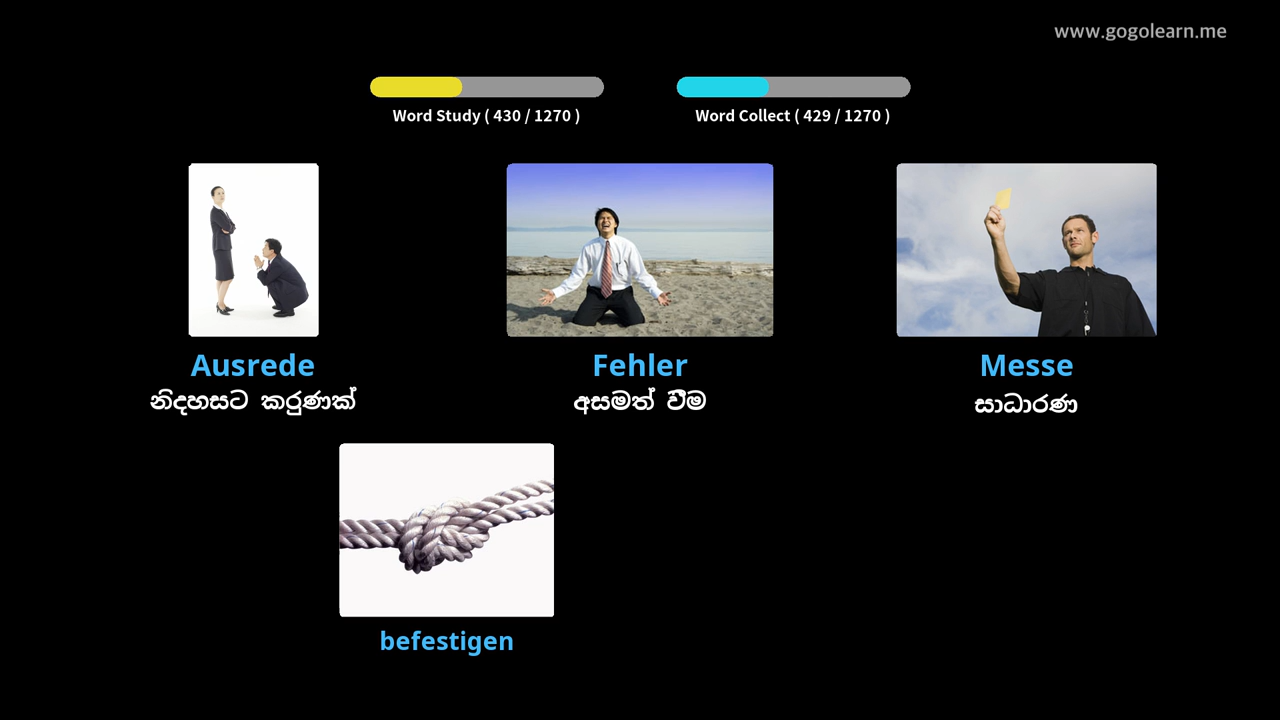 www.gogolearn.me
Word Study ( 430 / 1270 )
Word Collect ( 429 / 1270 )
Ausrede
නිදහසට කරුණක්
Fehler
අසමත් වීම
Messe
සාධාරණ
befestigen